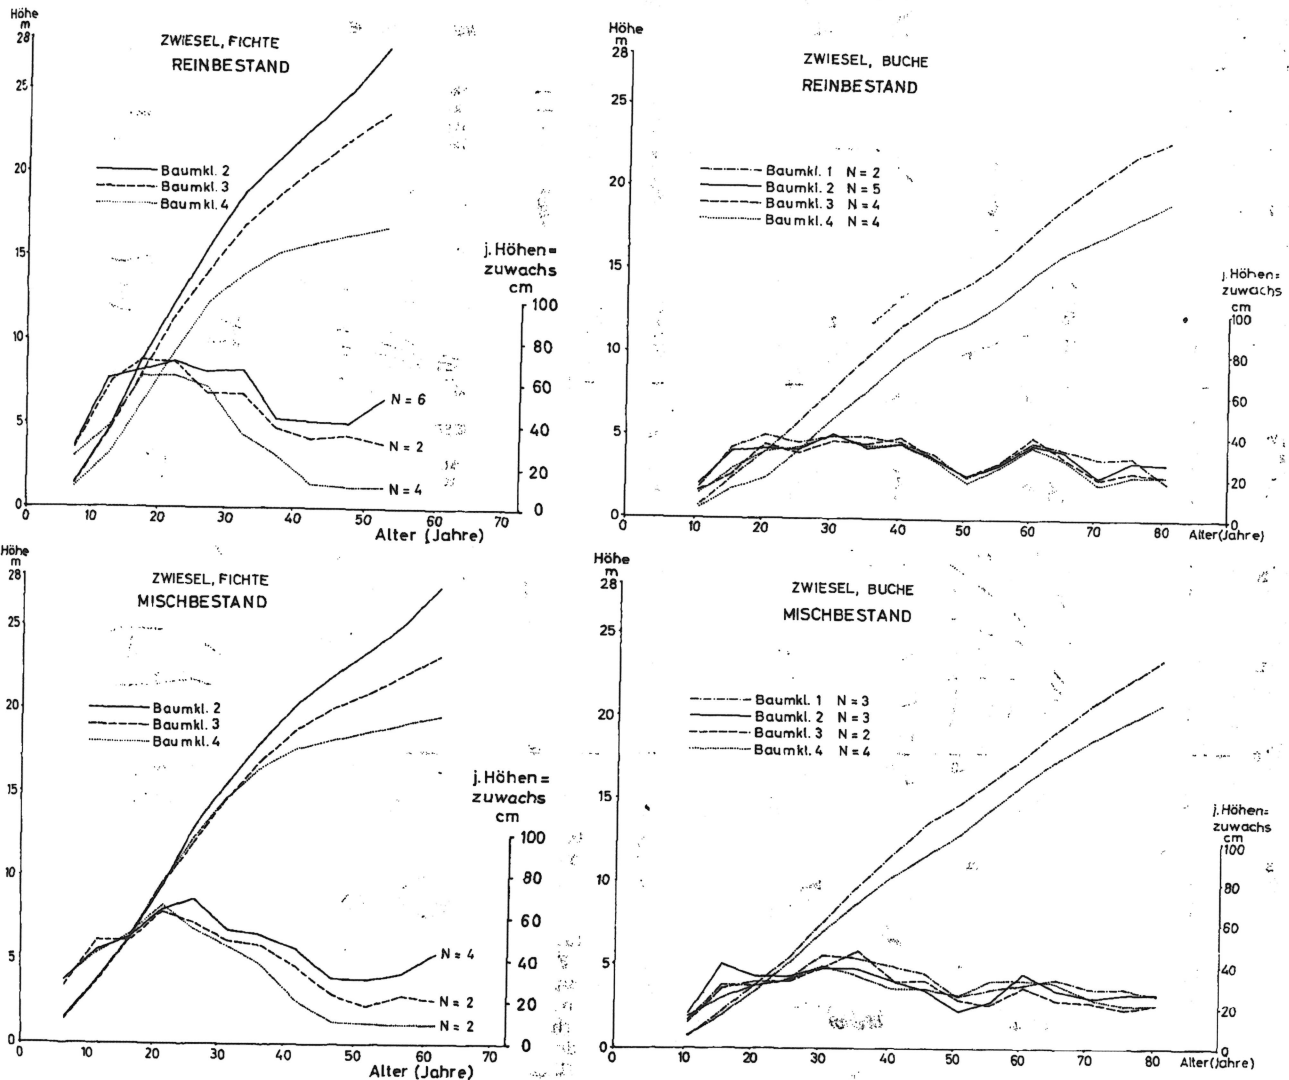 Höhe
m
28
25
20
15
10
5
0
ZWIESEL, FICHTE
REINBESTAND
Baumkl. 2
Baumkl. 3
Baumkl. 4
j. Höhen=
zuwachs
cm
100
80
60
40
20
0
N = 6
N = 2
N = 4
0 10 20 30 40 50 60 70
Alter (Jahre)
Höhe
m
28
25
20
15
10
5
0
ZWIESEL, BUCHE
REINBESTAND
Baumkl. 1 N = 2
Baumkl. 2 N = 5
Baumkl. 3 N = 4
Baumkl. 4 N = 4
j. Höhen=
zuwachs
cm
100
80
60
40
20
0
0 10 20 30 40 50 60 70 80 Alter (Jahre)
Höhe
m
28
25
20
15
10
5
0
ZWIESEL, FICHTE
MISCHBESTAND
Baumkl. 2
Baumkl. 3
Baumkl. 4
j. Höhen=
zuwachs
cm
100
80
60
40
20
0
N = 4
N = 2
N = 2
0 10 20 30 40 50 60 70
Alter (Jahre)
Höhe
m
28
25
20
15
10
5
0
ZWIESEL, BUCHE
MISCHBESTAND
Baumkl. 1 N = 3
Baumkl. 2 N = 3
Baumkl. 3 N = 2
Baumkl. 4 N = 4
j. Höhen=
zuwachs
cm
100
80
60
40
20
0
0 10 20 30 40 50 60 70 80 Alter (Jahre)